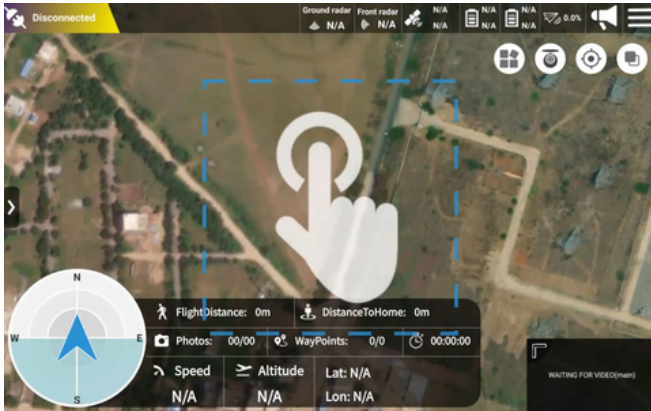 Disconnected
Ground radar
N/A
Front radar
N/A
N/A
N/A
N/A
N/A
N/A
N/A
0.0%
N
W
E
S
FlightDistance: 0m
DistanceToHome: 0m
Photos: 00/00
WayPoints: 0/0
00:00:00
Speed
N/A
Altitude
N/A
Lat: N/A
Lon: N/A
WAITING FOR VIDEO(main)